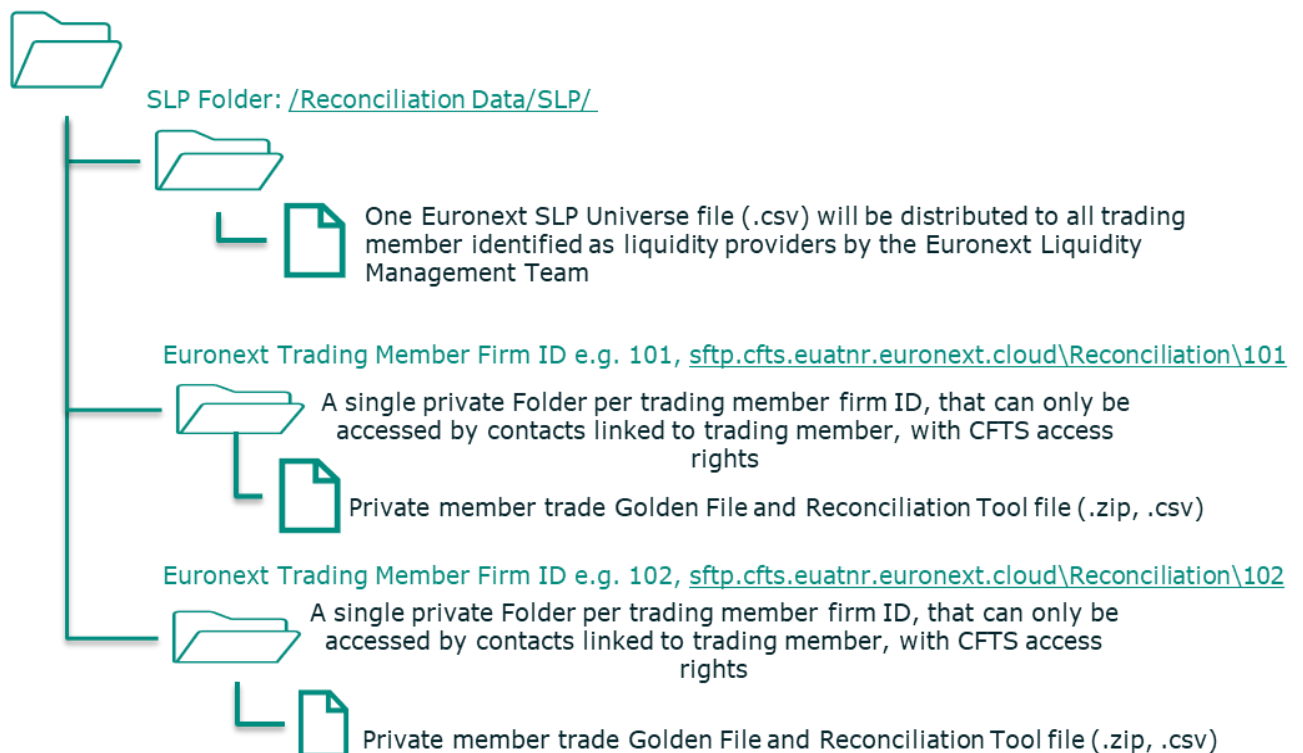 SLP Folder: /Reconciliation Data/SLP/
One Euronext SLP Universe file (.csv) will be distributed to all trading
member identified as liquidity providers by the Euronext Liquidity
Management Team
Euronext Trading Member Firm ID e.g. 101, sftp.cfts.euatnr.euronext.cloud\Reconciliation\101
A single private Folder per trading member firm ID, that can only be
accessed by contacts linked to trading member, with CFTS access
rights
Private member trade Golden File and Reconciliation Tool file (.zip, .csv)
Euronext Trading Member Firm ID e.g. 102, sftp.cfts.euatnr.euronext.cloud\Reconciliation\102
A single private Folder per trading member firm ID, that can only be
accessed by contacts linked to trading member, with CFTS access
rights
Private member trade Golden File and Reconciliation Tool file (.zip, .csv)